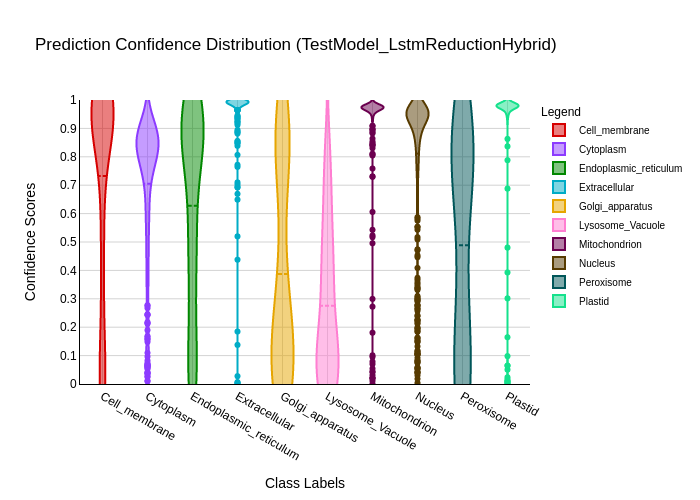 Prediction Confidence Distribution (TestModel_LstmReductionHybrid)
Legend
Cell_membrane
Cytoplasm
Endoplasmic_reticulum
Extracellular
Golgi_apparatus
Lysosome_Vacuole
Mitochondrion
Nucleus
Peroxisome
Plastid
Confidence Scores
1
0.9
0.8
0.7
0.6
0.5
0.4
0.3
0.2
0.1
0
Cell_membrane
Cytoplasm
Endoplasmic_reticulum
Extracellular
Golgi_apparatus
Lysosome_Vacuole
Mitochondrion
Nucleus
Peroxisome
Plastid
Class Labels